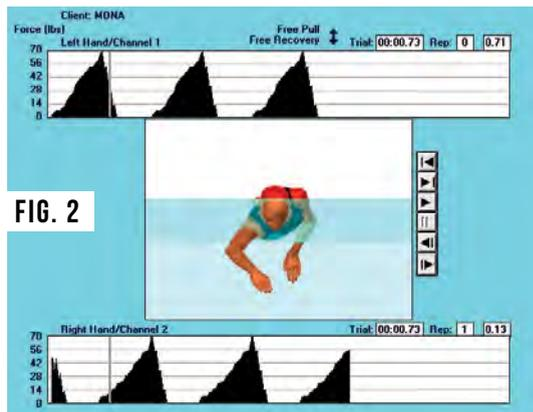 Client: MONA
Force (lbs)
Left Hand/Channel 1
Free Pull
Free Recovery
Trial: 00:00.73 Rep: 0 0.71
70
56
42
28
14
0
FIG. 2
Right Hand/Channel 2
Trial: 00:00.73 Rep: 1 0.13
70
56
42
28
14
0